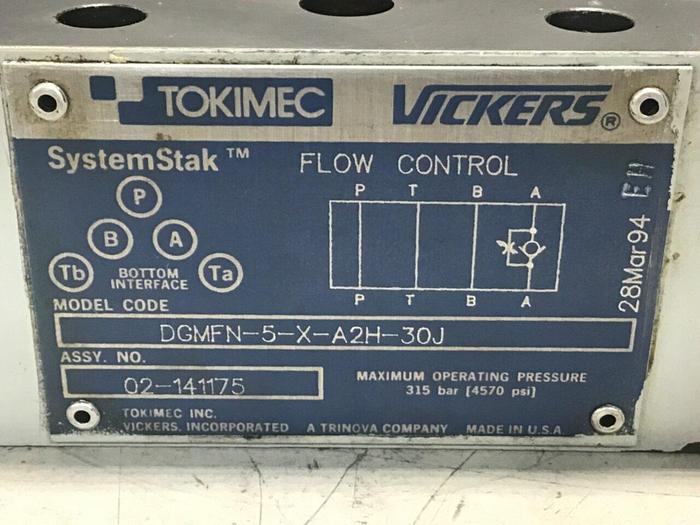 TOKIMEC VICKERS®
SystemStak™ FLOW CONTROL
P T B A
P
B A
Tb BOTTOM INTERFACE Ta
P T B A
28Mar94 EH
MODEL CODE
DGMFN-5-X-A2H-30J
ASSY. NO.
02-141175
MAXIMUM OPERATING PRESSURE
315 bar [4570 psi]
TOKIMEC INC.
VICKERS, INCORPORATED A TRINOVA COMPANY MADE IN U.S.A.